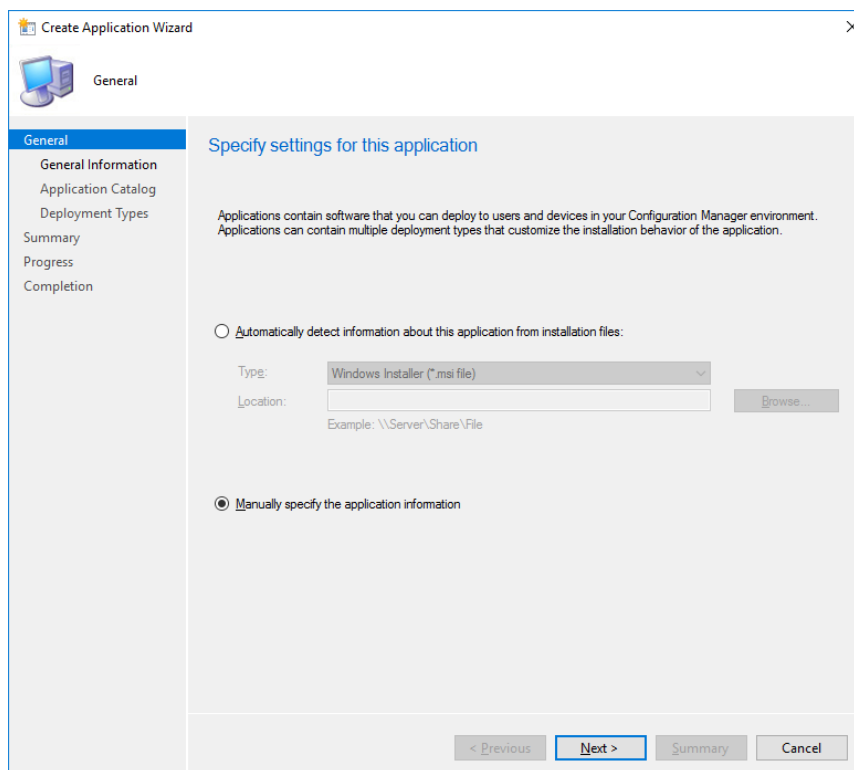 Create Application Wizard
General
General
General Information
Application Catalog
Deployment Types
Summary
Progress
Completion
Specify settings for this application
Applications contain software that you can deploy to users and devices in your Configuration Manager environment.
Applications can contain multiple deployment types that customize the installation behavior of the application.
Automatically detect information about this application from installation files:
Type: Windows Installer (*.msi file)
Location: Browse...
Example: \\Server\Share\File
Manually specify the application information
< Previous Next > Summary Cancel